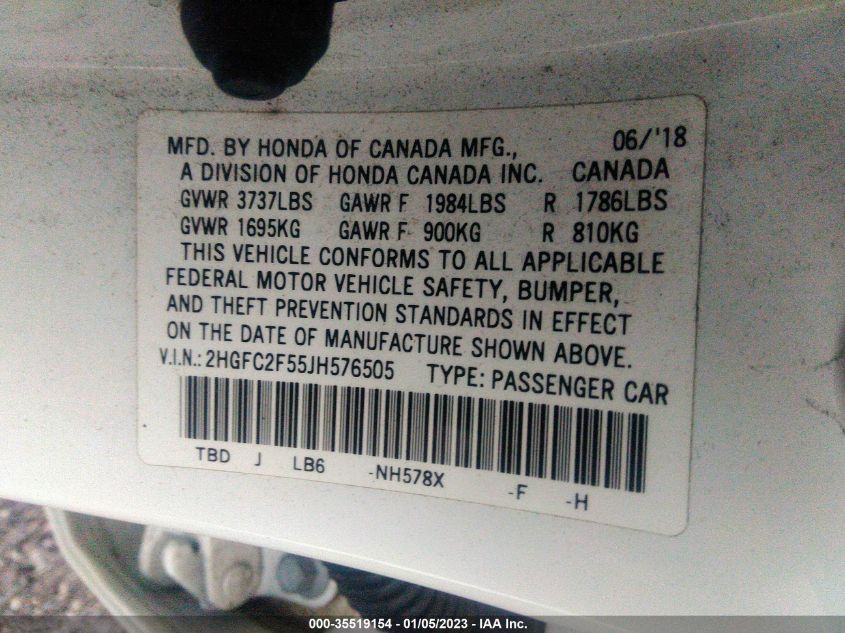 MFD. BY HONDA OF CANADA MFG., 06/'18
A DIVISION OF HONDA CANADA INC. CANADA
GVWR 3737LBS GAWR F 1984LBS R 1786LBS
GVWR 1695KG GAWR F 900KG R 810KG
THIS VEHICLE CONFORMS TO ALL APPLICABLE
FEDERAL MOTOR VEHICLE SAFETY, BUMPER,
AND THEFT PREVENTION STANDARDS IN EFFECT
ON THE DATE OF MANUFACTURE SHOWN ABOVE.
V.I.N.: 2HGFC2F55JH576505 TYPE: PASSENGER CAR
TBD J LB6 -NH578X -F -H
000-35519154 - 01/05/2023 - IAA Inc.